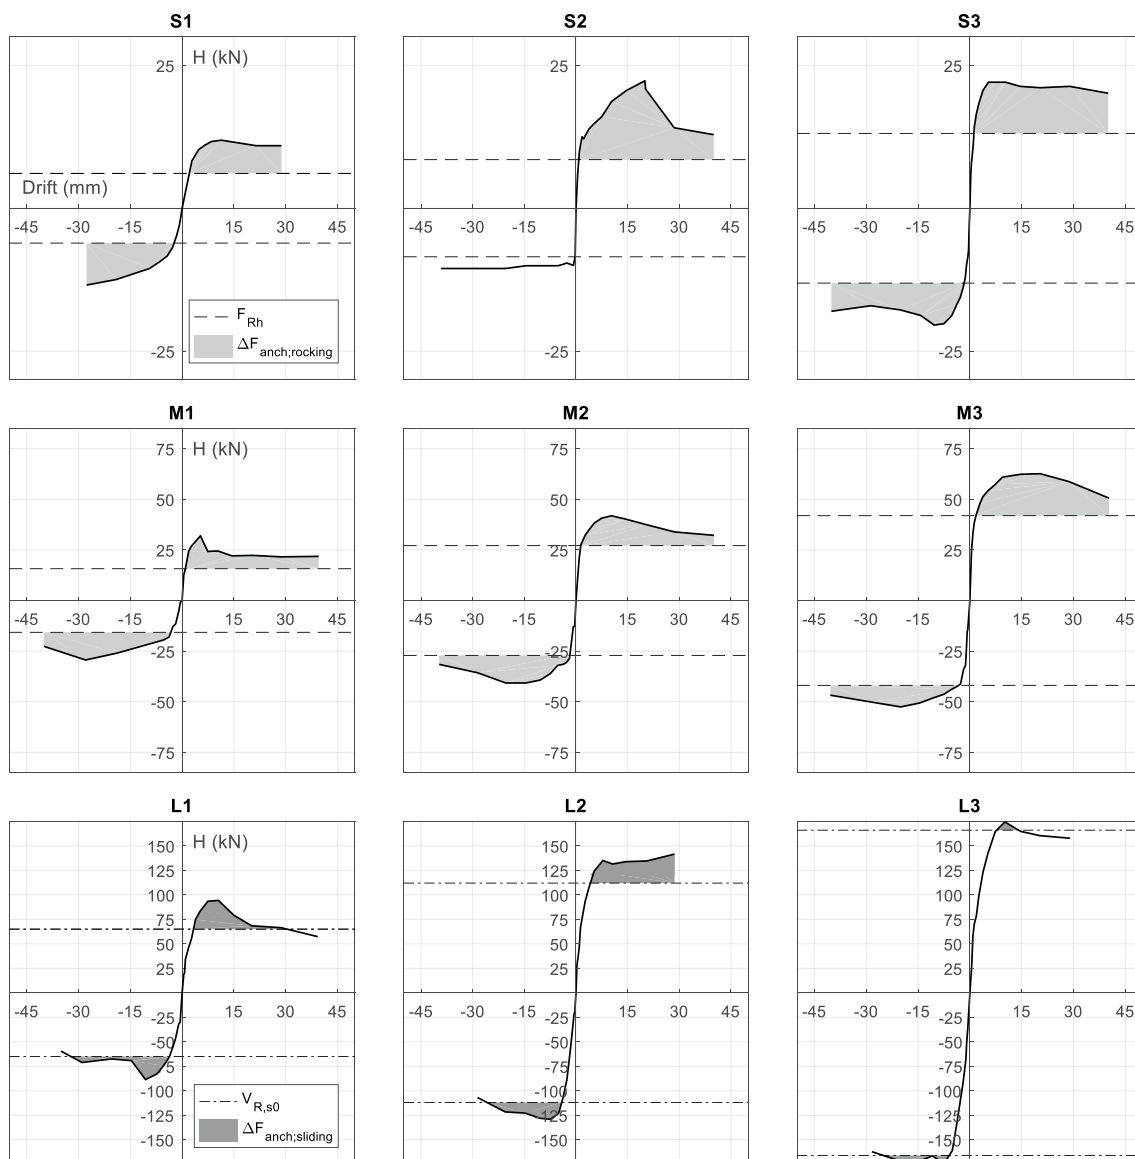 S1 S2 S3
H (kN)
25 25 25
Drift (mm)
-45 -30 -15 15 30 45 -45 -30 -15 15 30 45 -45 -30 -15 15 30 45
F Rh
ΔF anch;rocking
-25 -25 -25
M1 M2 M3
H (kN)
75 75 75
50 50 50
25 25 25
-45 -30 -15 15 30 45 -45 -30 -15 15 30 45 -45 -30 -15 15 30 45
-25 -25 -25
-50 -50 -50
-75 -75 -75
L1 L2 L3
H (kN)
150 150 150
125 125 125
100 100 100
75 75 75
50 50 50
25 25 25
-45 -30 -15 15 30 45 -45 -30 -15 15 30 45 -45 -30 -15 15 30 45
-25 -25 -25
-50 -50 -50
-75 -75 -75
-100 -100 -100
V R,s0
-125 -125 -125
ΔF anch;sliding
-150 -150 -150